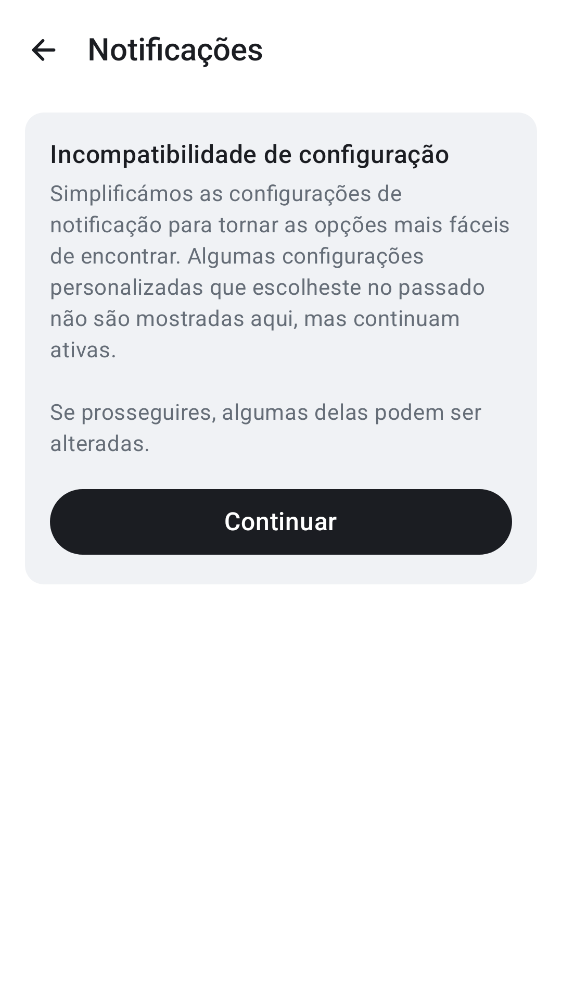 Notificações
Incompatibilidade de configuração
Simplificámos as configurações de
notificação para tornar as opções mais fáceis
de encontrar. Algumas configurações
personalizadas que escolheste no passado
não são mostradas aqui, mas continuam
ativas.
Se prosseguires, algumas delas podem ser
alteradas.
Continuar